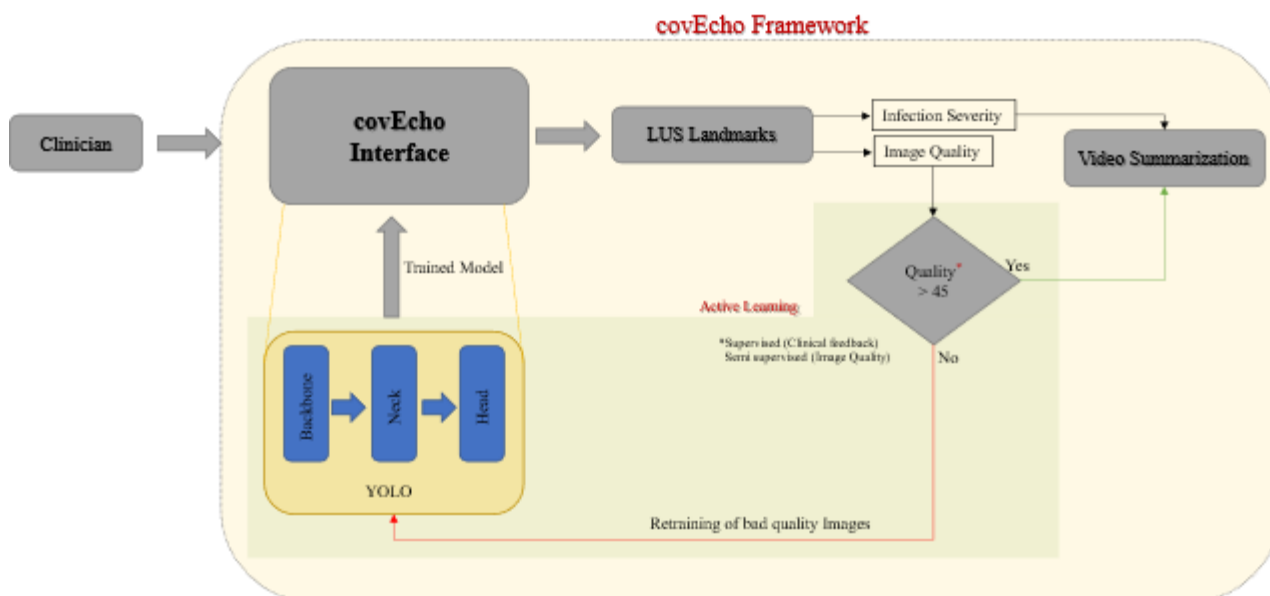 covEcho Framework
Clinician
covEcho
Interface
LUS Landmarks
Infection Severity
Image Quality
Video Summarization
Trained Model
Quality*
> 45
Yes
No
Active Learning
*Supervised (Clinical feedback)
Semi supervised (Image Quality)
Backbone
Neck
Head
YOLO
Retraining of bad quality Images